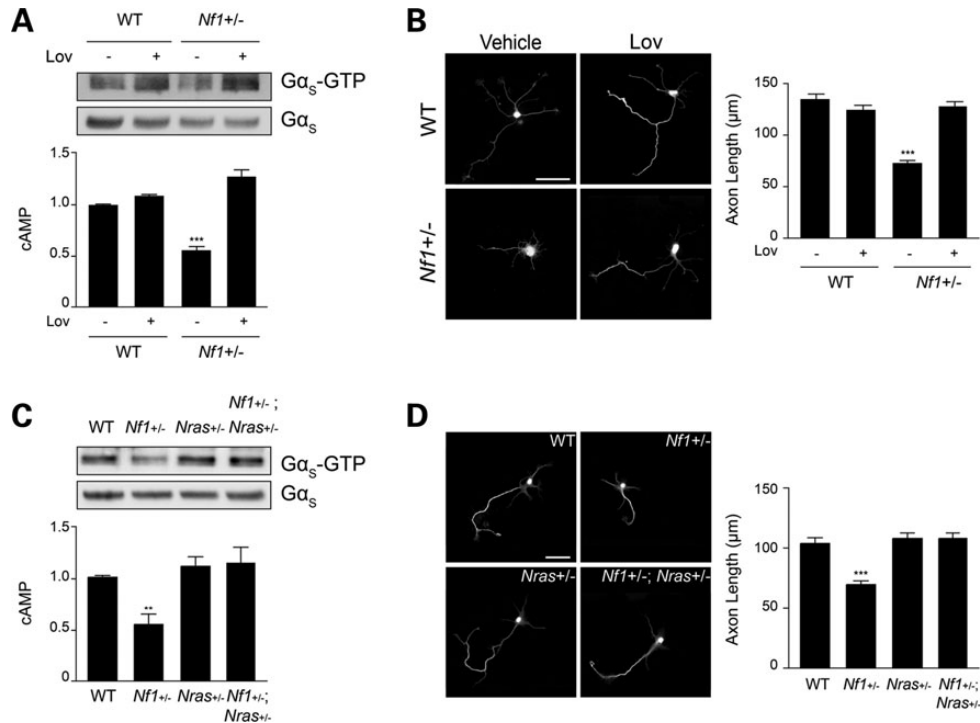 A
WT Nf1+/-
Lov - + - +
Gαs-GTP
Gαs
1.5
1.0
0.5
0
cAMP
*** 
Lov - + - +
WT Nf1+/-
B
Vehicle Lov
WT
Nf1+/-
150
100
50
0
Axon Length (µm)
***
Lov - + - +
WT Nf1+/-
C
Nf1+/- ;
WT Nf1+/- Nras+/- Nras+/-
Gαs-GTP
Gαs
1.5
1.0
0.5
0
cAMP
**
WT Nf1+/- Nras+/- Nf1+/-;
Nras+/-
D
WT Nf1+/-
Nras+/- Nf1+/-; Nras+/-
150
100
50
0
Axon Length (µm)
***
WT Nf1+/- Nras+/- Nf1+/-;
Nras+/-